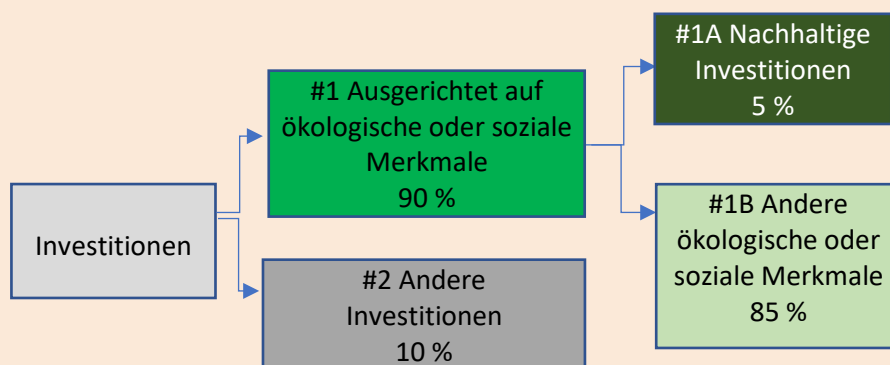 Investitionen
#1 Ausgerichtet auf
ökologische oder soziale
Merkmale
90 %
#2 Andere
Investitionen
10 %
#1A Nachhaltige
Investitionen
5 %
#1B Andere
ökologische oder
soziale Merkmale
85 %